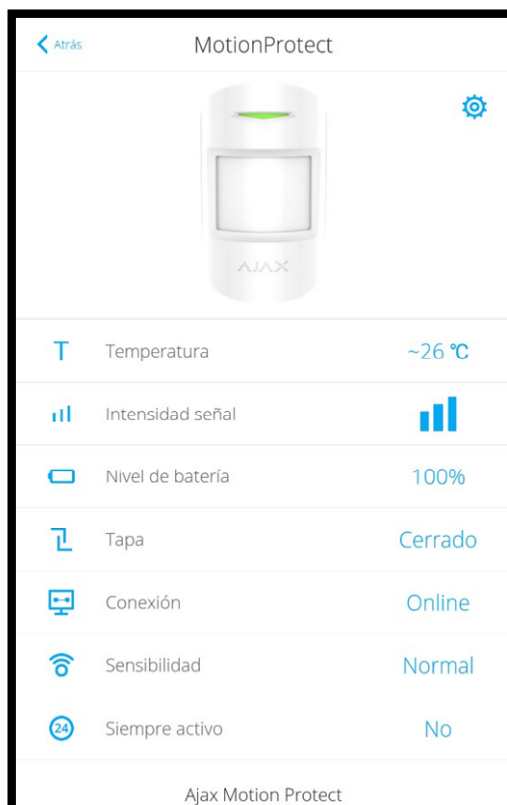 Atrás
MotionProtect
AJAX
T Temperatura ~26 °C
Intensidad señal
Nivel de batería 100%
Tapa Cerrado
Conexión Online
Sensibilidad Normal
24 Siempre activo No
Ajax Motion Protect